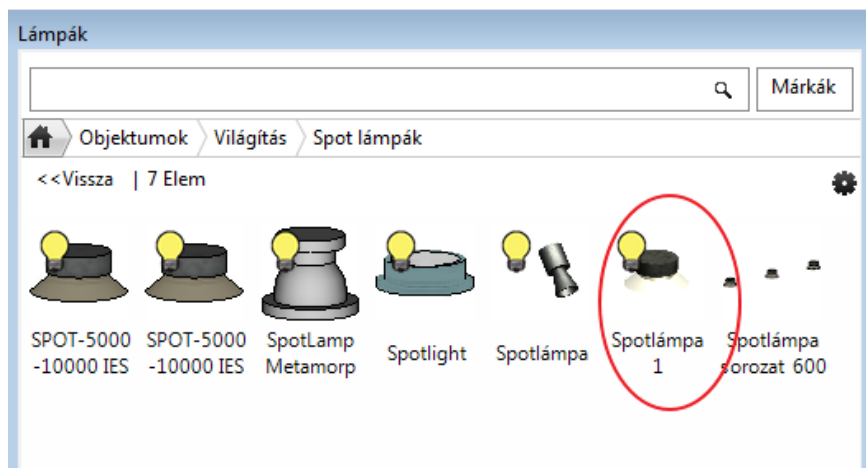 Lámpák
Márkák
Objektumok Világítás Spot lámpák
<<Vissza | 7 Elem
SPOT-5000 SPOT-5000 SpotLamp Spotlight Spotlámpa Spotlámpa Spotlámpa
-10000 IES -10000 IES Metamorp 1 sorozat 600